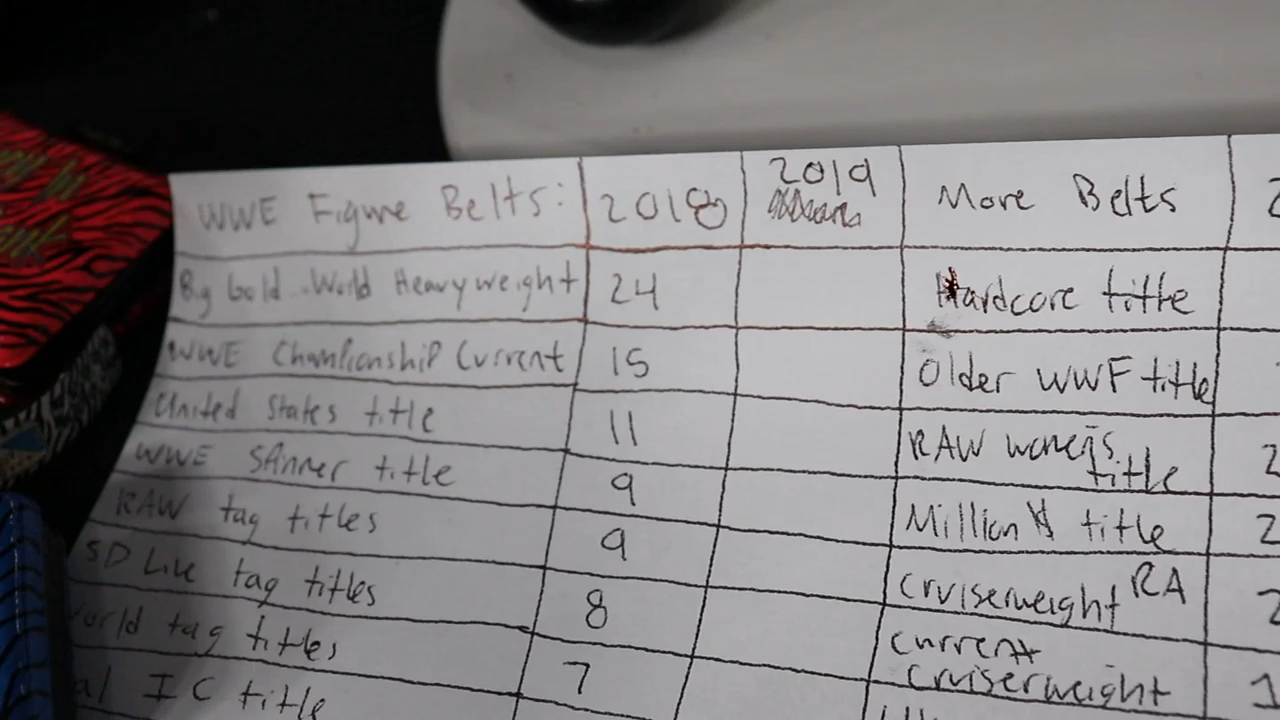 WWE Figure Belts: 2018 2019 More Belts
Big Gold World Heavyweight 24 Hardcore title
WWE ChamPionshiP Current 15 Older WWF title
United States title 11 RAW women's title
WWE SPinner title 9 Million $ title
RAW tag titles 9 Cruiserweight RA
SD Live tag titles 8 Current Cruiserweight
tag titles 7
IC title